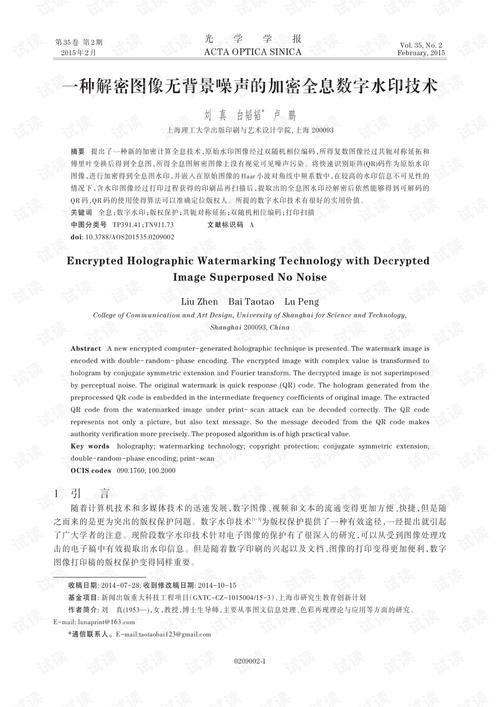 第35卷 第2期
2015年2月
光 学 学 报
ACTA OPTICA SINICA
Vol. 35, No. 2
February, 2015
一种解密图像无背景噪声的加密全息数字水印技术
刘 真 白韬韬* 卢 鹏
上海理工大学出版印刷与艺术设计学院, 上海 200093
摘要 提出了一种新的加密计算全息技术, 原始水印图像经过双随机相位编码, 所得复数图像经过共轭对称延拓和
傅里叶变换后得到全息图, 所得全息图解密图像上没有视觉可见噪声污染。将快速识别矩阵(QR)码作为原始水印
图像, 进行加密得到全息图水印, 并嵌入在原始图像的Haar小波对角线中频系数中, 在较高的水印信息不可见性的
情况下, 含水印图像经过打印过程获得的印刷品再扫描后, 提取出的全息图水印经解密后依然能够得到可解码的
QR码, QR码的使用使得算法可以准确定位版权人。所提的数字水印技术有很好的实用价值。
关键词 全息; 数字水印; 版权保护; 共轭对称延拓; 双随机相位编码; 打印扫描
中图分类号 TP391.41; TN911.73 文献标识码 A
doi: 10.3788/AOS201535.0209002
Encrypted Holographic Watermarking Technology with Decrypted
Image Superposed No Noise
Liu Zhen Bai Taotao Lu Peng
College of Communication and Art Design, University of Shanghai for Science and Technology,
Shanghai 200093, China
Abstract A new encrypted computer-generated holographic technique is presented. The watermark image is
encoded with double-random-phase encoding. The encrypted image with complex value is transformed to
hologram by conjugate symmetric extension and Fourier transform. The decrypted image is not superimposed
by perceptual noise. The original watermark is quick response (QR) code. The hologram generated from the
preprocessed QR code is embedded in the intermediate frequency coefficients of original image. The extracted
QR code from the watermarked image under print-scan attack can be decoded correctly. The QR code
represents not only a picture, but also text message. So the message decoded from the QR code makes
authority verification more precisely. The proposed algorithm is of high practical value.
Key words holography; watermarking technology; copyright protection; conjugate symmetric extension;
double-random-phase encoding; print-scan
OCIS codes 090.1760; 100.2000
1 引 言
随着计算机技术和多媒体技术的迅速发展, 数字图像、视频和文本的流通变得更加方便、快捷, 但是随
之而来的是更为突出的版权保护问题。数字水印技术[1-5]为版权保护提供了一种有效途径, 一经提出就引起
了广大学者的注意。现阶段数字水印技术针对电子图像的保护有了很深入的研究, 可以从受到图像处理攻
击的电子稿中有效提取出水印信息。但是随着数字印刷的兴起以及文档、图像的打印变得更加便利, 数字
图像打印稿的版权保护变得同样重要。
收稿日期: 2014-07-28; 收到修改稿日期: 2014-10-15
基金项目: 新闻出版重大科技工程项目(GXTC-CZ-1015004/15-3)、上海市研究生教育创新计划
作者简介: 刘 真(1953—), 女, 教授, 博士生导师, 主要从事图文信息处理、色彩再现理论与应用等方面的研究。
E-mail: lunaprint@163.com
*通信联系人。E-mail:taotaobai123@gmail.com
0209002-1